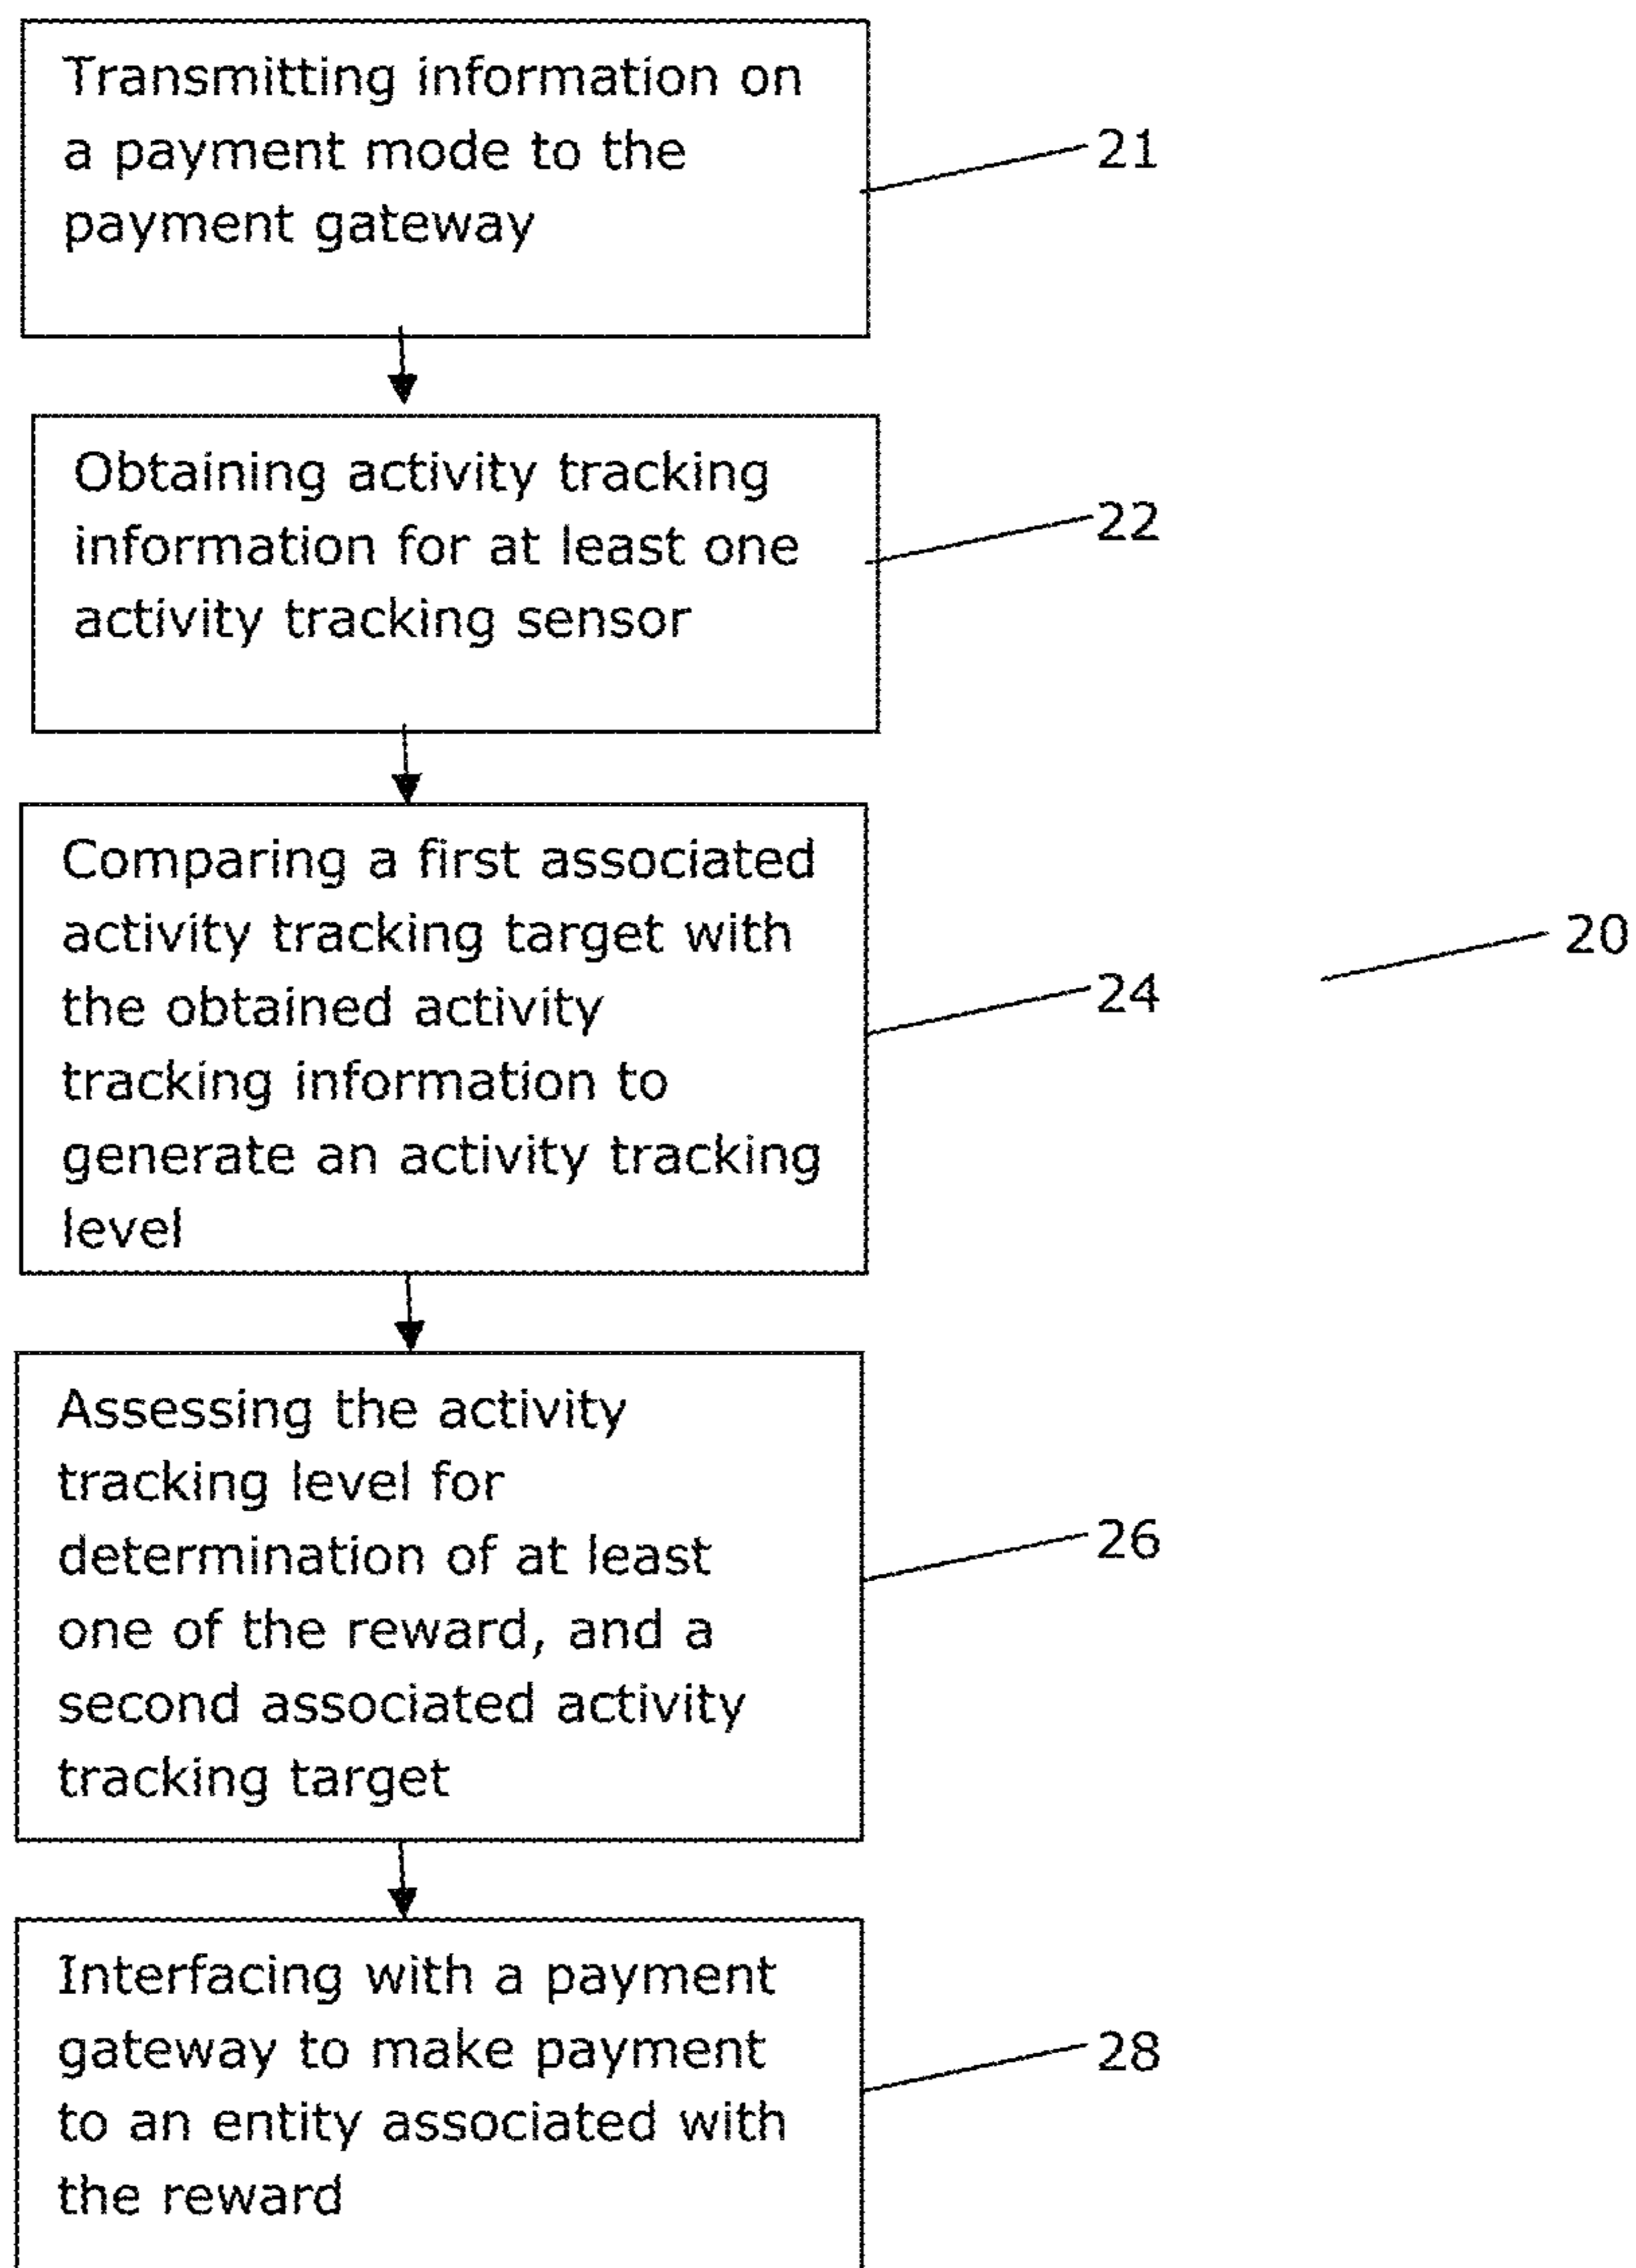 Transmitting information on
a payment mode to the
payment gateway
21
Obtaining activity tracking
information for at least one
activity tracking sensor
22
Comparing a first associated
activity tracking target with
the obtained activity
tracking information to
generate an activity tracking
level
24
20
Assessing the activity
tracking level for
determination of at least
one of the reward, and a
second associated activity
tracking target
26
Interfacing with a payment
gateway to make payment
to an entity associated with
the reward
28